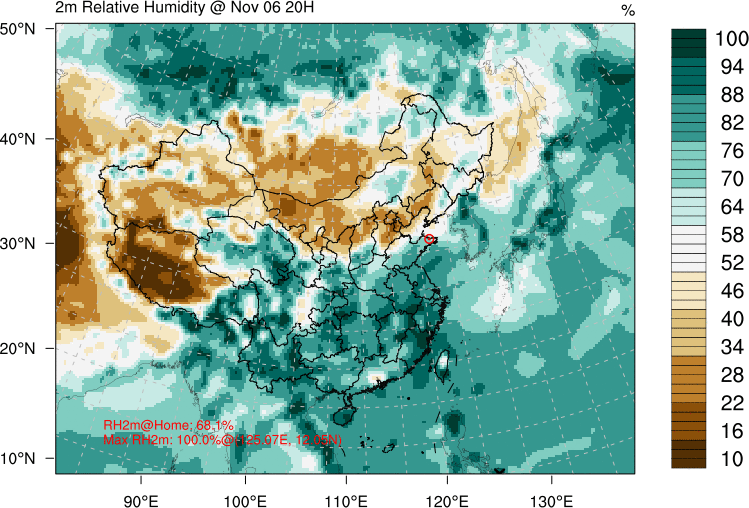 2m Relative Humidity @ Nov 06 20H
%
50°N
40°N
30°N
20°N
10°N
90°E
100°E
110°E
120°E
130°E
100
94
88
82
76
70
64
58
52
46
40
34
28
22
16
10
RH2m@Home: 68.1%
Max RH2m: 100.0%@(125.97E, 12.05N)